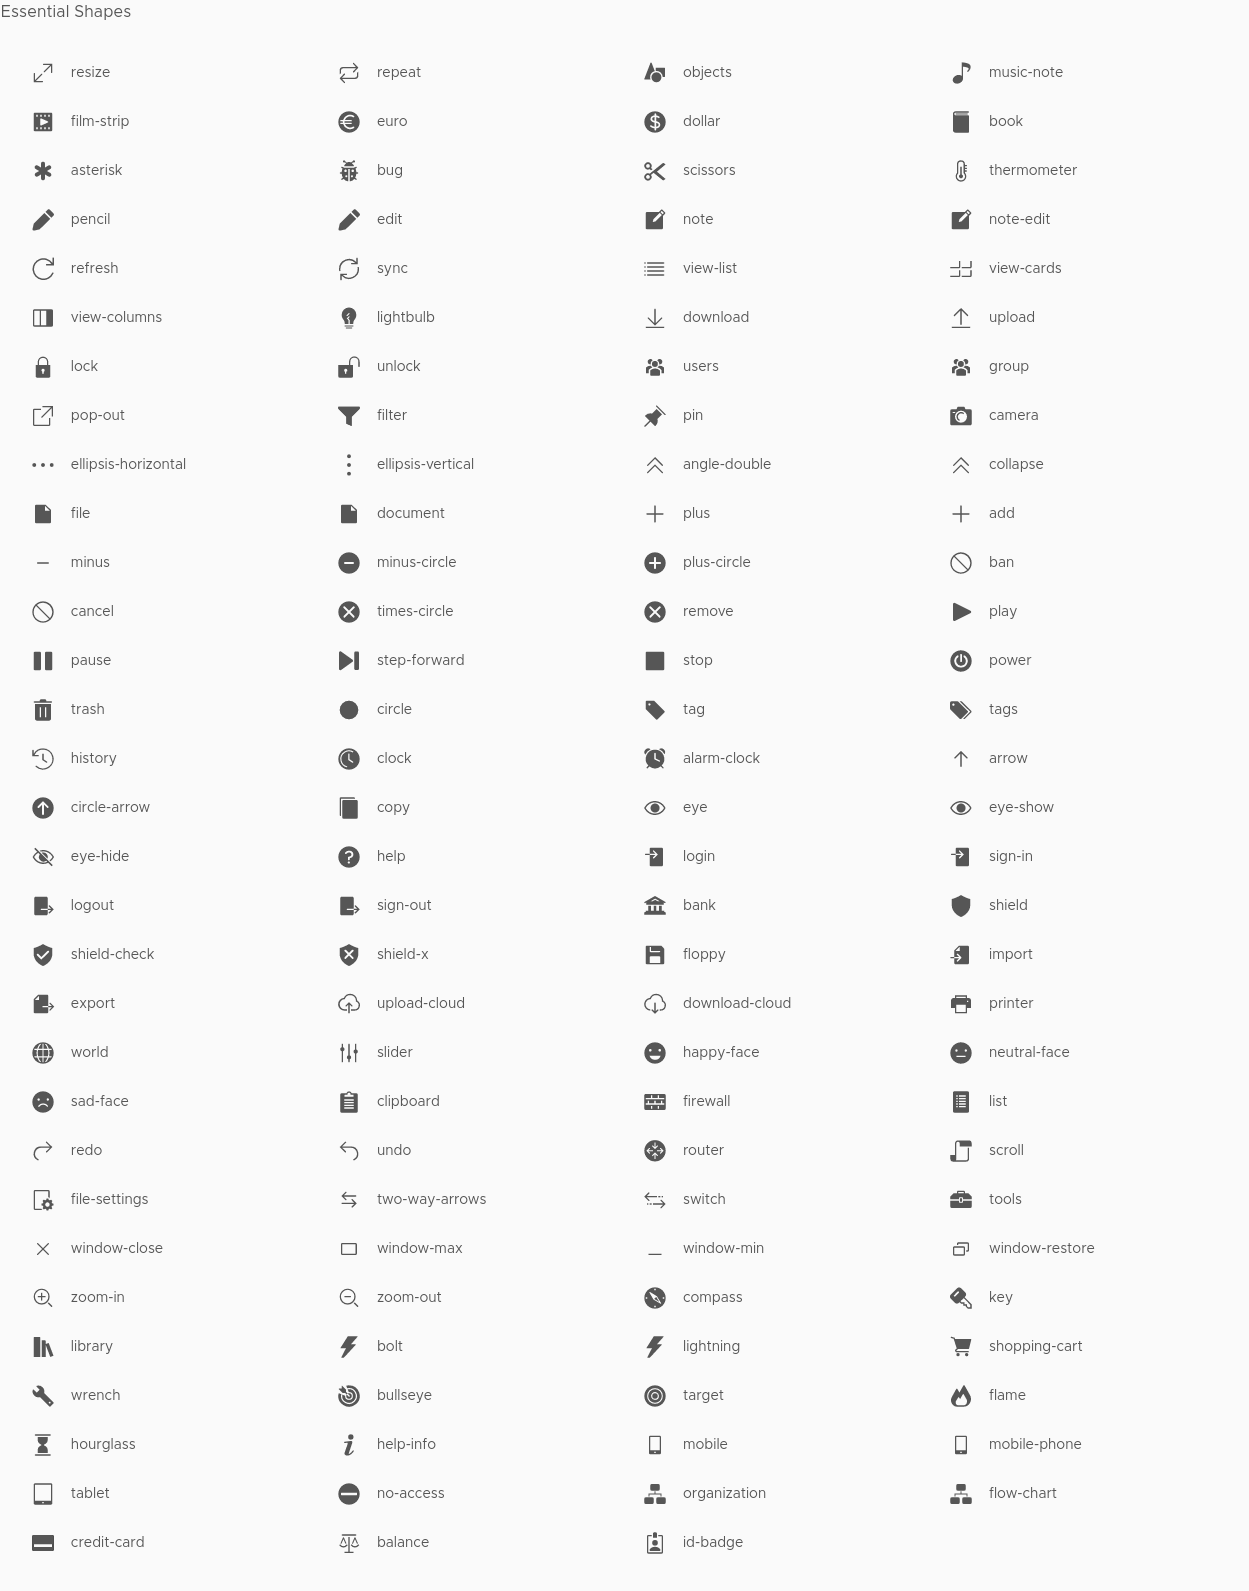 Essential Shapes
resize repeat objects music-note
film-strip euro dollar book
asterisk bug scissors thermometer
pencil edit note note-edit
refresh sync view-list view-cards
view-columns lightbulb download upload
lock unlock users group
pop-out filter pin camera
ellipsis-horizontal ellipsis-vertical angle-double collapse
file document plus add
minus minus-circle plus-circle ban
cancel times-circle remove play
pause step-forward stop power
trash circle tag tags
history clock alarm-clock arrow
circle-arrow copy eye eye-show
eye-hide help login sign-in
logout sign-out bank shield
shield-check shield-x floppy import
export upload-cloud download-cloud printer
world slider happy-face neutral-face
sad-face clipboard firewall list
redo undo router scroll
file-settings two-way-arrows switch tools
window-close window-max window-min window-restore
zoom-in zoom-out compass key
library bolt lightning shopping-cart
wrench bullseye target flame
hourglass help-info mobile mobile-phone
tablet no-access organization flow-chart
credit-card balance id-badge